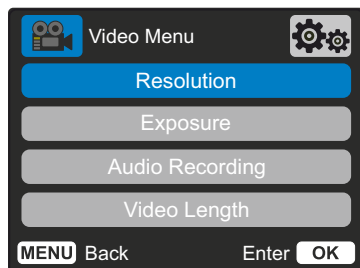 Video Menu
Resolution
Exposure
Audio Recording
Video Length
MENU Back Enter OK